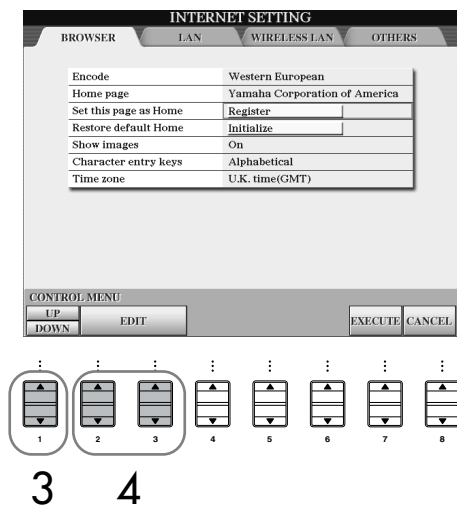 INTERNET SETTING
BROWSER LAN WIRELESS LAN OTHERS
Encode Western European
Home page Yamaha Corporation of America
Set this page as Home Register
Restore default Home Initialize
Show images On
Character entry keys Alphabetical
Time zone U.K. time(GMT)
CONTROL MENU
UP
DOWN
EDIT EXECUTE CANCEL
1 2 3 4 5 6 7 8
3 4